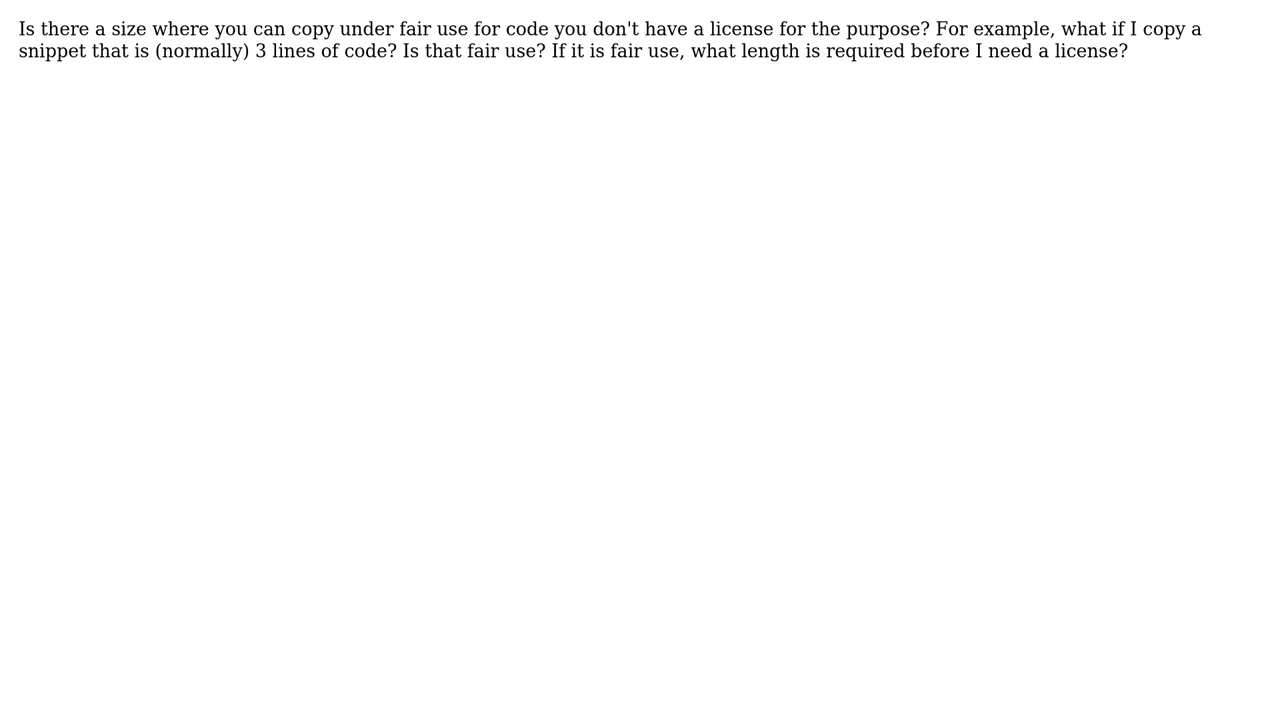 Is there a size where you can copy under fair use for code you don't have a license for the purpose? For example, what if I copy a
snippet that is (normally) 3 lines of code? Is that fair use? If it is fair use, what length is required before I need a license?